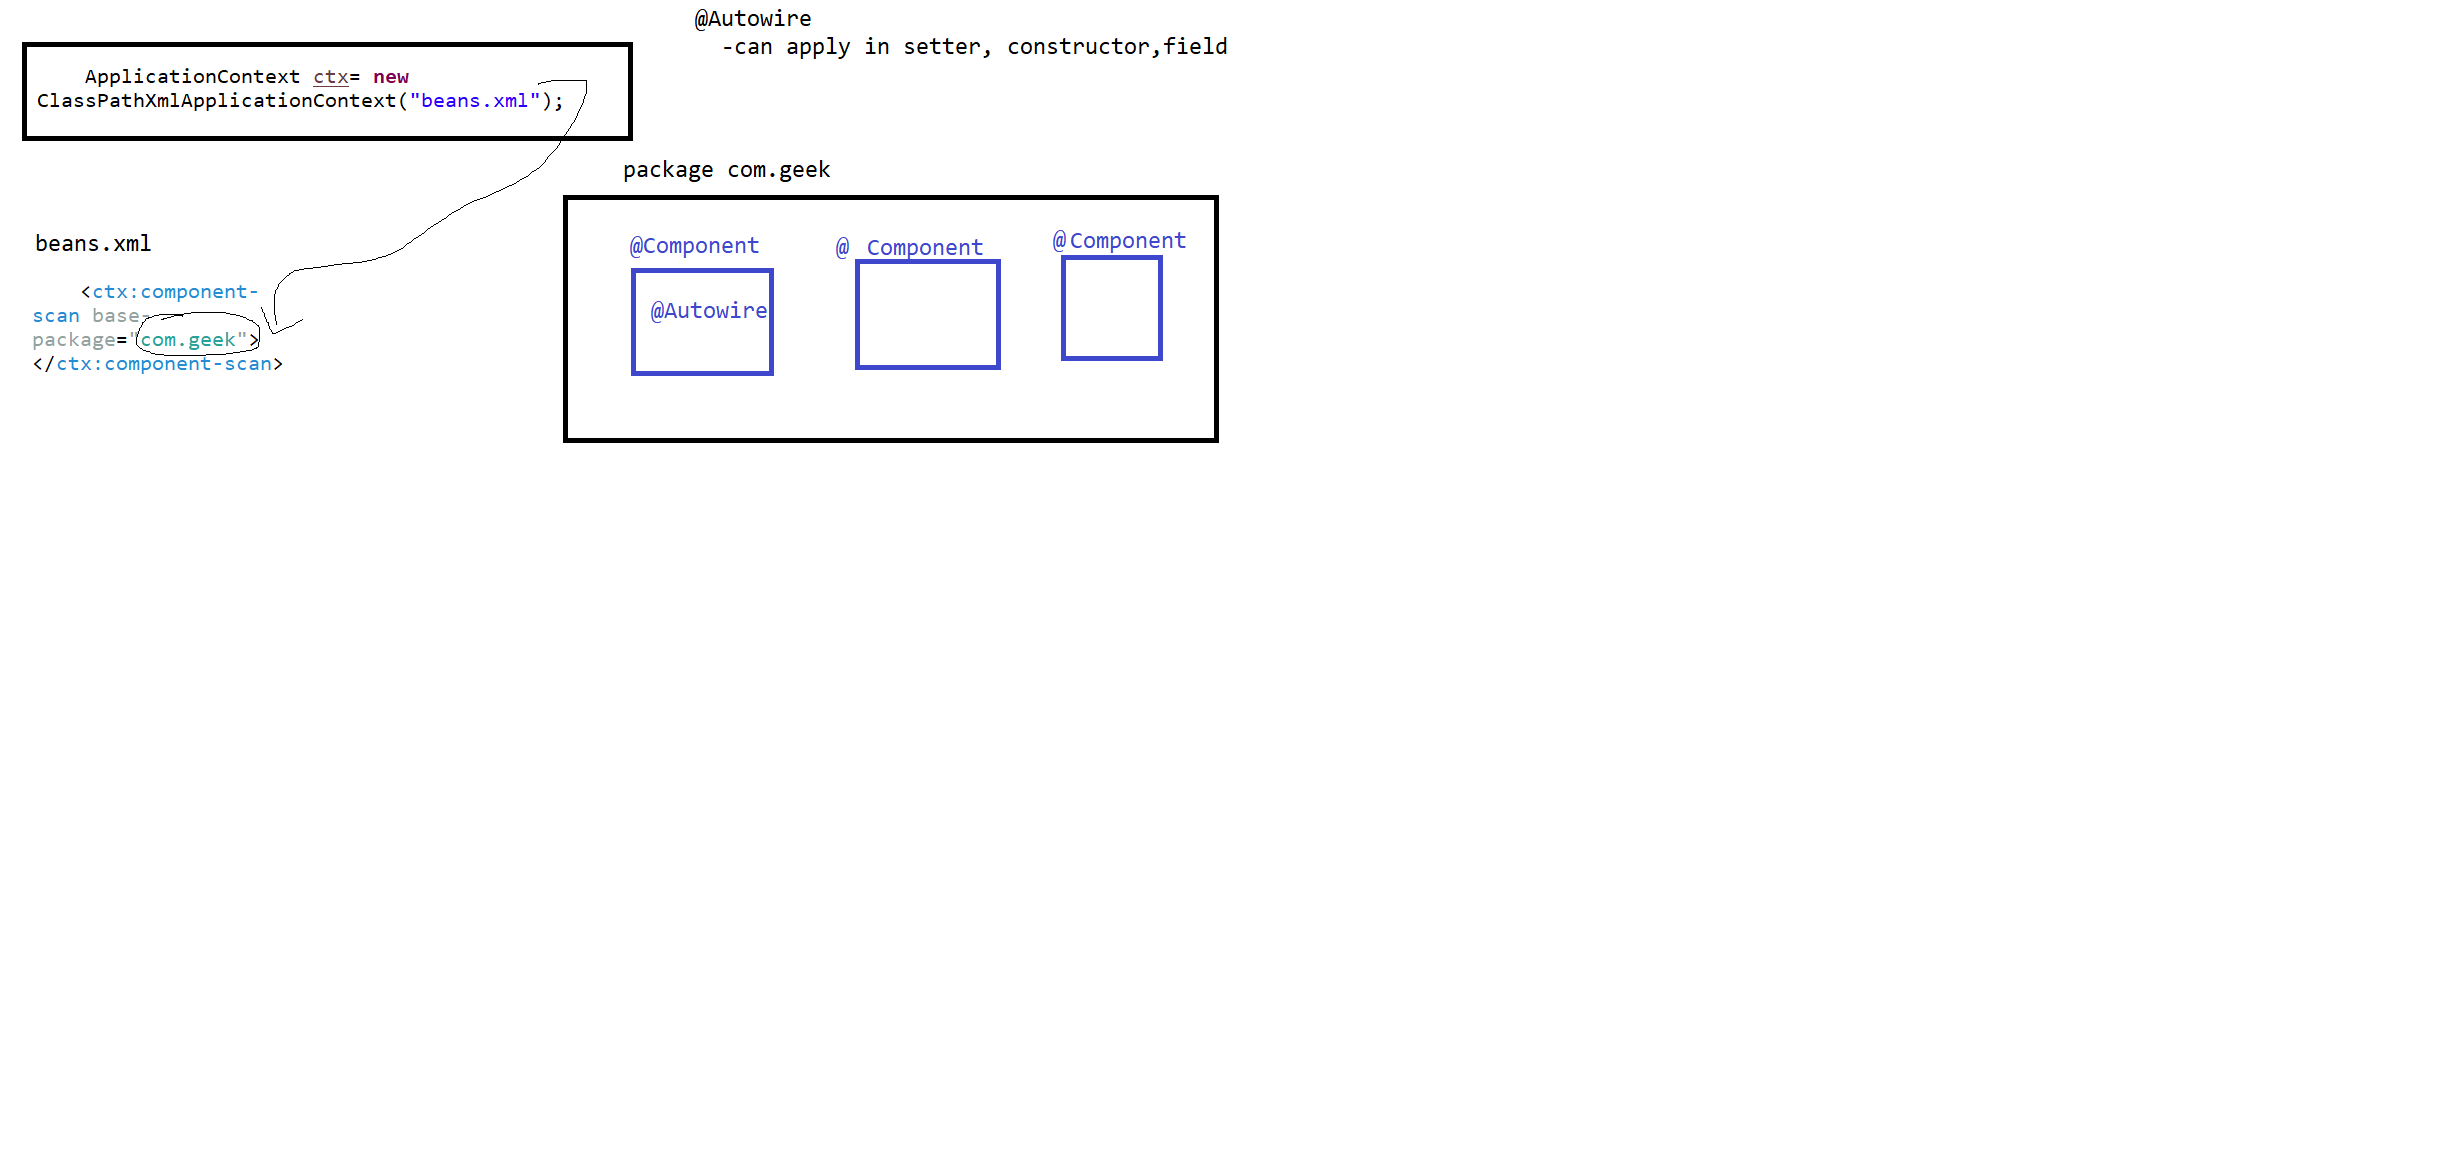 @Autowire
-can apply in setter, constructor,field
ApplicationContext ctx= new
ClassPathXmlApplicationContext("beans.xml");
package com.geek
beans.xml
<ctx:component-
scan base-
package="com.geek">
</ctx:component-scan>
@Component
@ Component
@Component
@Autowire